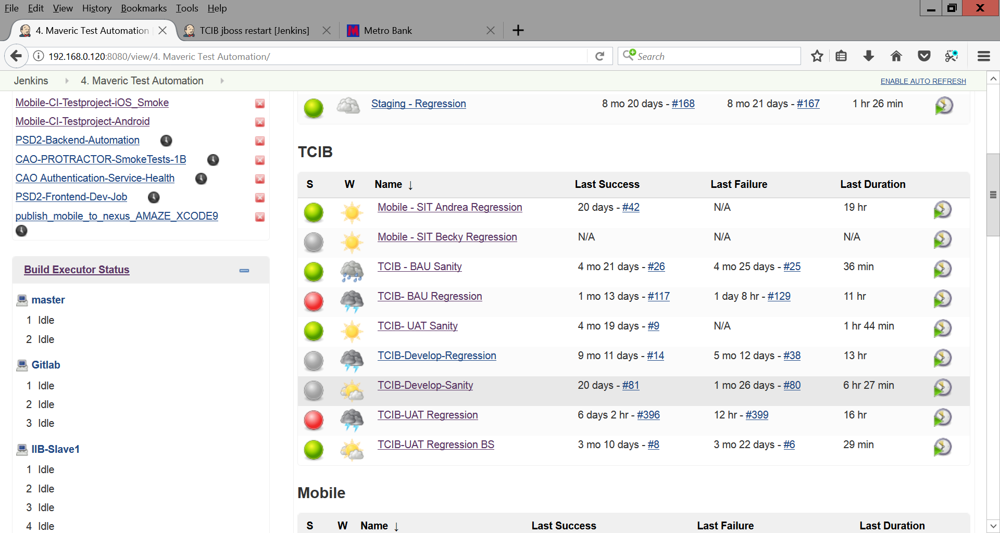 File Edit View History Bookmarks Tools Help
4. Maveric Test Automation
TCIB jboss restart [Jenkins]
Metro Bank
192.168.0.120:8080/view/4. Maveric Test Automation/
Search
Jenkins 4. Maveric Test Automation
ENABLE AUTO REFRESH
Mobile-CI-Testproject-iOS_Smoke
Mobile-CI-Testproject-Android
PSD2-Backend-Automation
CAO-PROTRACTOR-SmokeTests-1B
CAO Authentication-Service-Health
PSD2-Frontend-Dev-Job
publish_mobile_to_nexus_AMAZE_XCODE9
Build Executor Status
master
1 Idle
2 Idle
Gitlab
1 Idle
2 Idle
3 Idle
IIB-Slave1
1 Idle
2 Idle
3 Idle
4 Idle
Staging - Regression 8 mo 20 days - #168 8 mo 21 days - #167 1 hr 26 min
TCIB
S W Name ↓ Last Success Last Failure Last Duration
Mobile - SIT Andrea Regression 20 days - #42 N/A 19 hr
Mobile - SIT Becky Regression N/A N/A N/A
TCIB - BAU Sanity 4 mo 21 days - #26 4 mo 25 days - #25 36 min
TCIB- BAU Regression 1 mo 13 days - #117 1 day 8 hr - #129 11 hr
TCIB- UAT Sanity 4 mo 19 days - #9 N/A 1 hr 44 min
TCIB-Develop-Regression 9 mo 11 days - #14 5 mo 12 days - #38 13 hr
TCIB-Develop-Sanity 20 days - #81 1 mo 26 days - #80 6 hr 27 min
TCIB-UAT Regression 6 days 2 hr - #396 12 hr - #399 16 hr
TCIB-UAT Regression BS 3 mo 10 days - #8 3 mo 22 days - #6 29 min
Mobile
S W Name ↓ Last Success Last Failure Last Duration